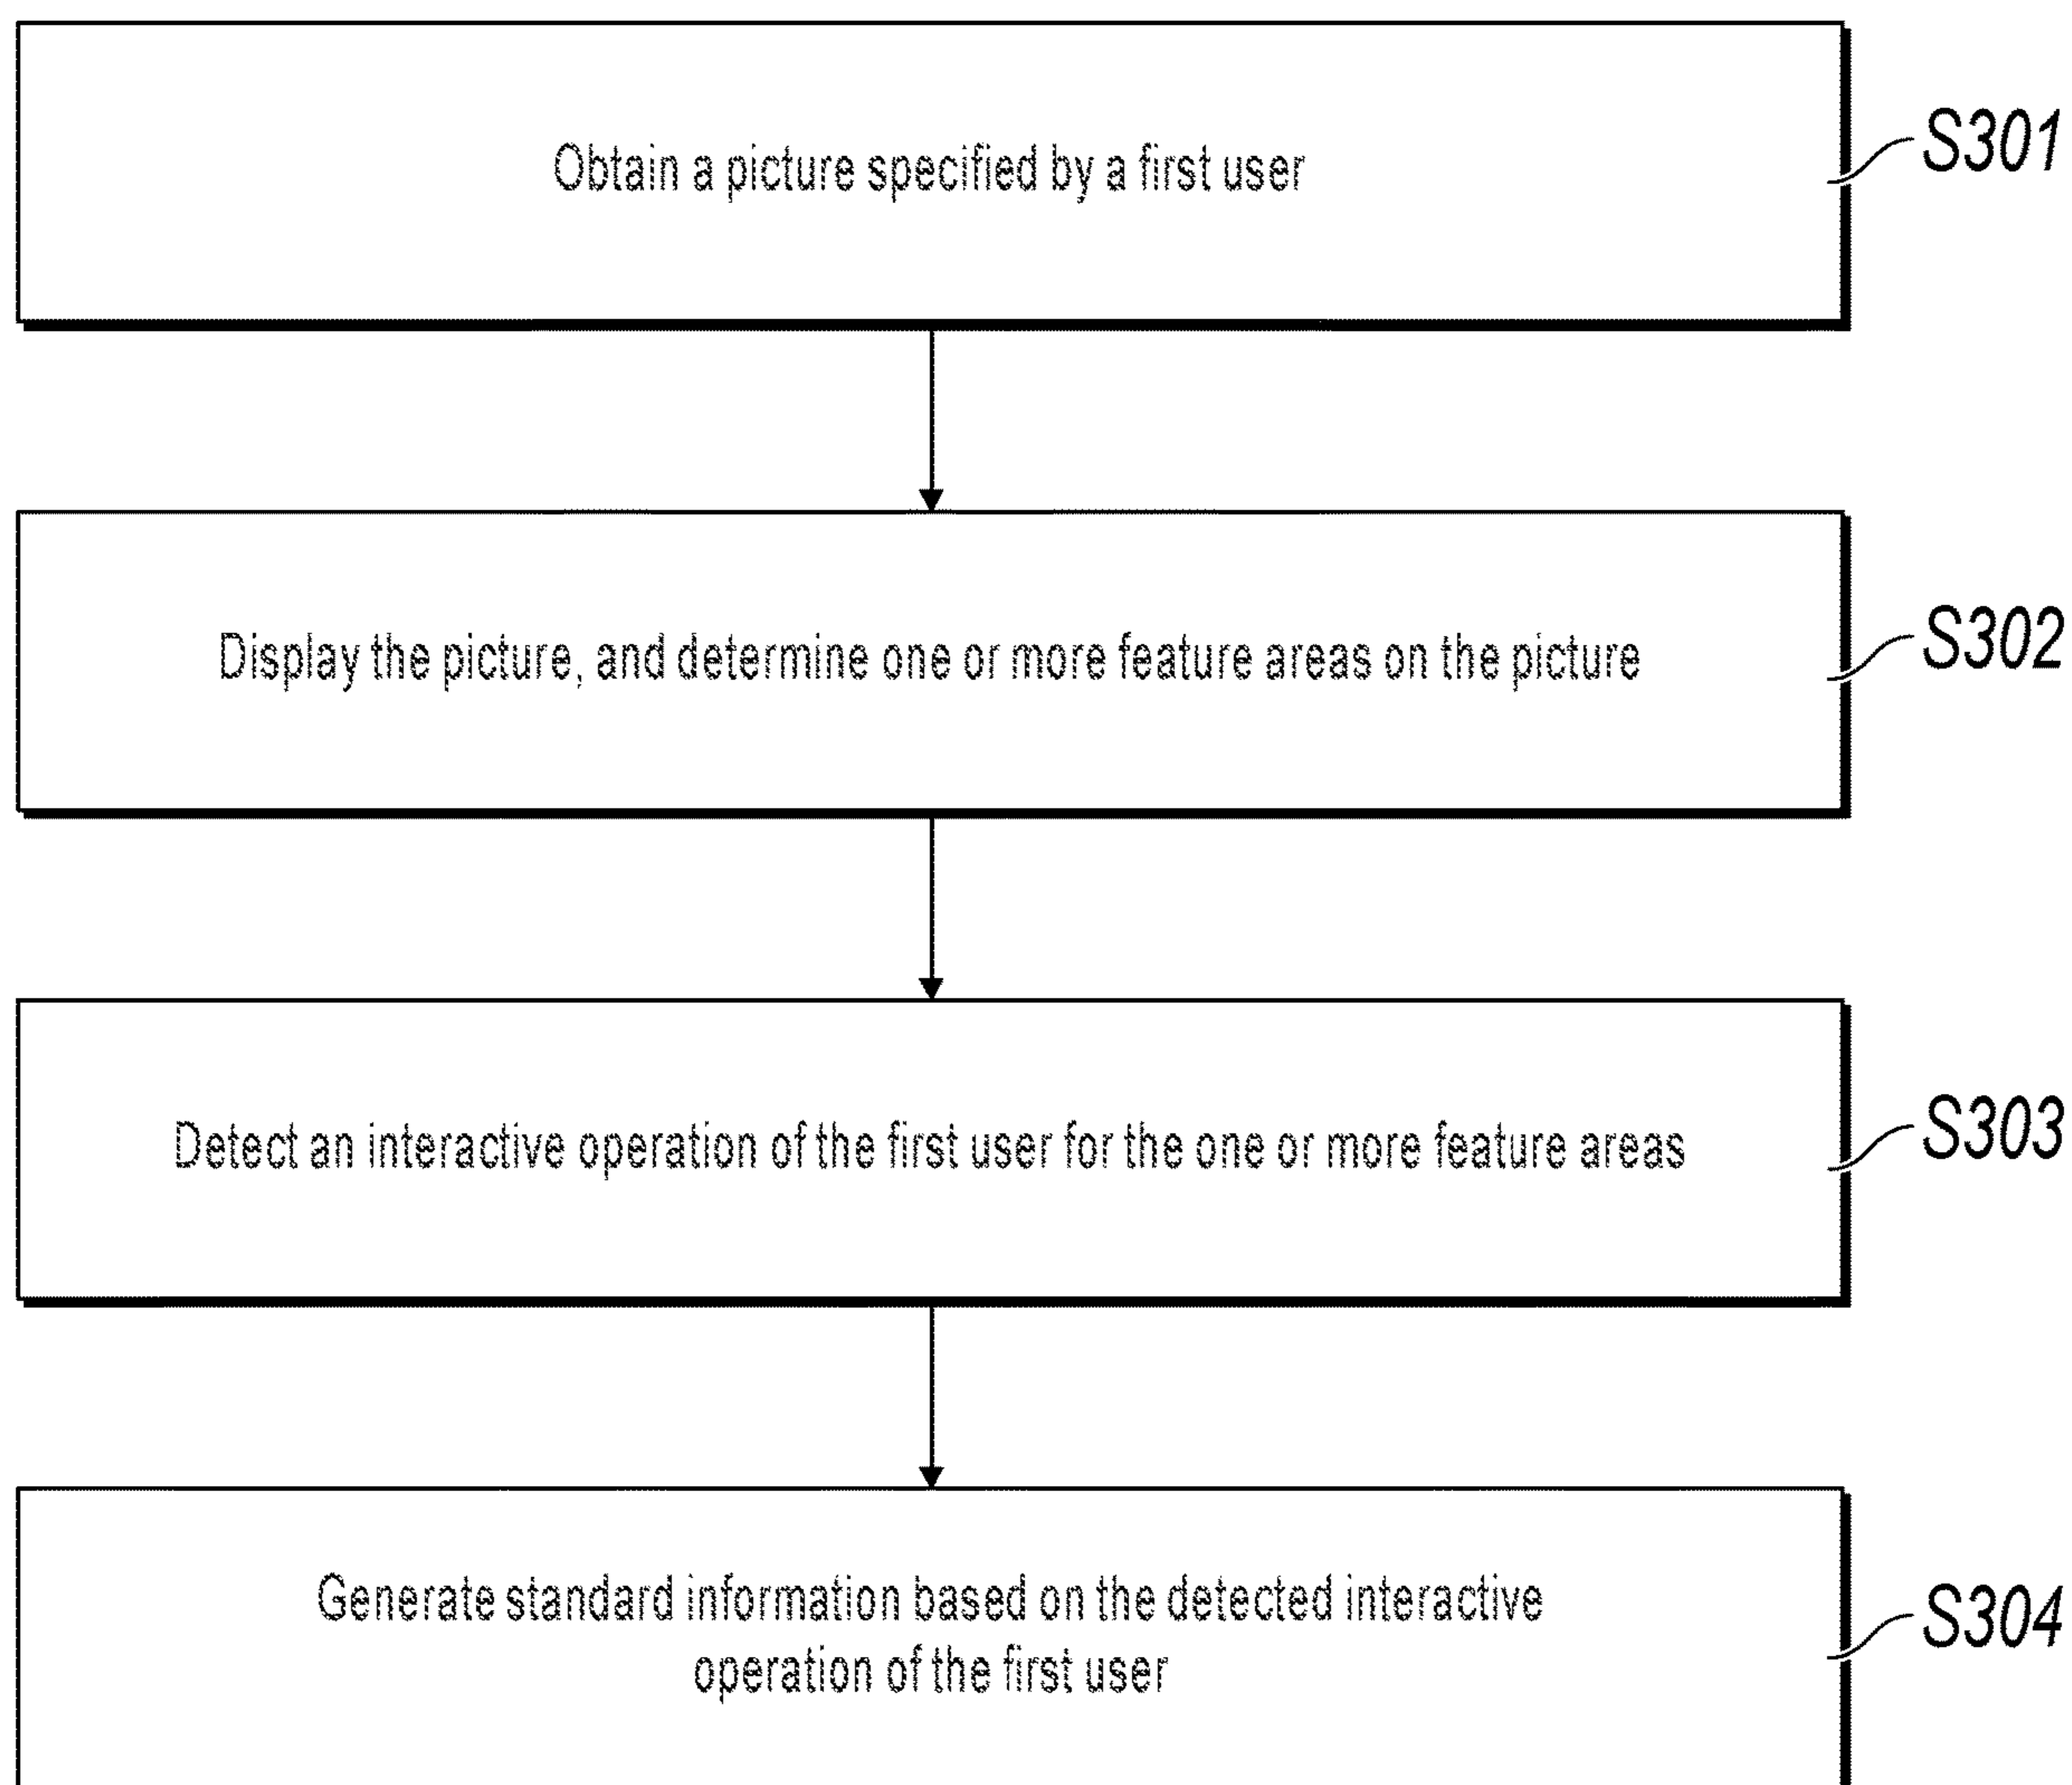 Obtain a picture specified by a first user
S301
Display the picture, and determine one or more feature areas on the picture
S302
Detect an interactive operation of the first user for the one or more feature areas
S303
Generate standard information based on the detected interactive
operation of the first user
S304